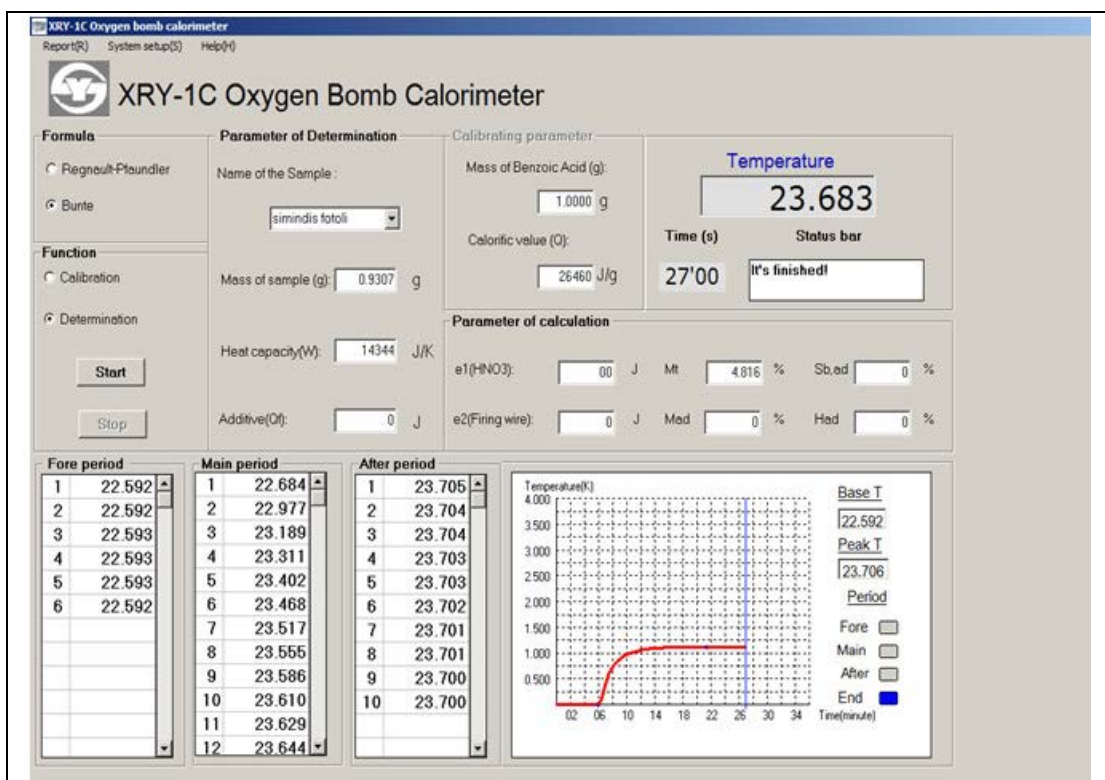 XRY-1C Oxygen bomb calorimeter
Report(R) System setup(S) Help(H)
XRY-1C Oxygen Bomb Calorimeter
Formula
Regnault-Pfaundler
Bunte
Function
Calibration
Determination
Start
Stop
Parameter of Determination
Name of the Sample :
simindis fotoli
Mass of sample (g): 0.9307 g
Heat capacity(W): 14344 J/K
Additive(Qf): 0 J
Calibrating parameter
Mass of Benzoic Acid (g):
1.0000 g
Calorific value (O):
26460 J/g
Temperature
23.683
Time (s) Status bar
27'00 It's finished!
Parameter of calculation
e1(HNO3): 00 J Mt 4.816 % Sb,ad 0 %
e2(Firing wire): 0 J Mad 0 % Had 0 %
Fore period
1 22.592
2 22.592
3 22.593
4 22.593
5 22.593
6 22.592
Main period
1 22.684
2 22.977
3 23.189
4 23.311
5 23.402
6 23.468
7 23.517
8 23.555
9 23.586
10 23.610
11 23.629
12 23.644
After period
1 23.705
2 23.704
3 23.704
4 23.703
5 23.703
6 23.702
7 23.701
8 23.701
9 23.700
10 23.700
Temperature(K)
4.000
3.500
3.000
2.500
2.000
1.500
1.000
0.500
02 06 10 14 18 22 26 30 34 Time(minute)
Base T
22.592
Peak T
23.706
Period
Fore
Main
After
End